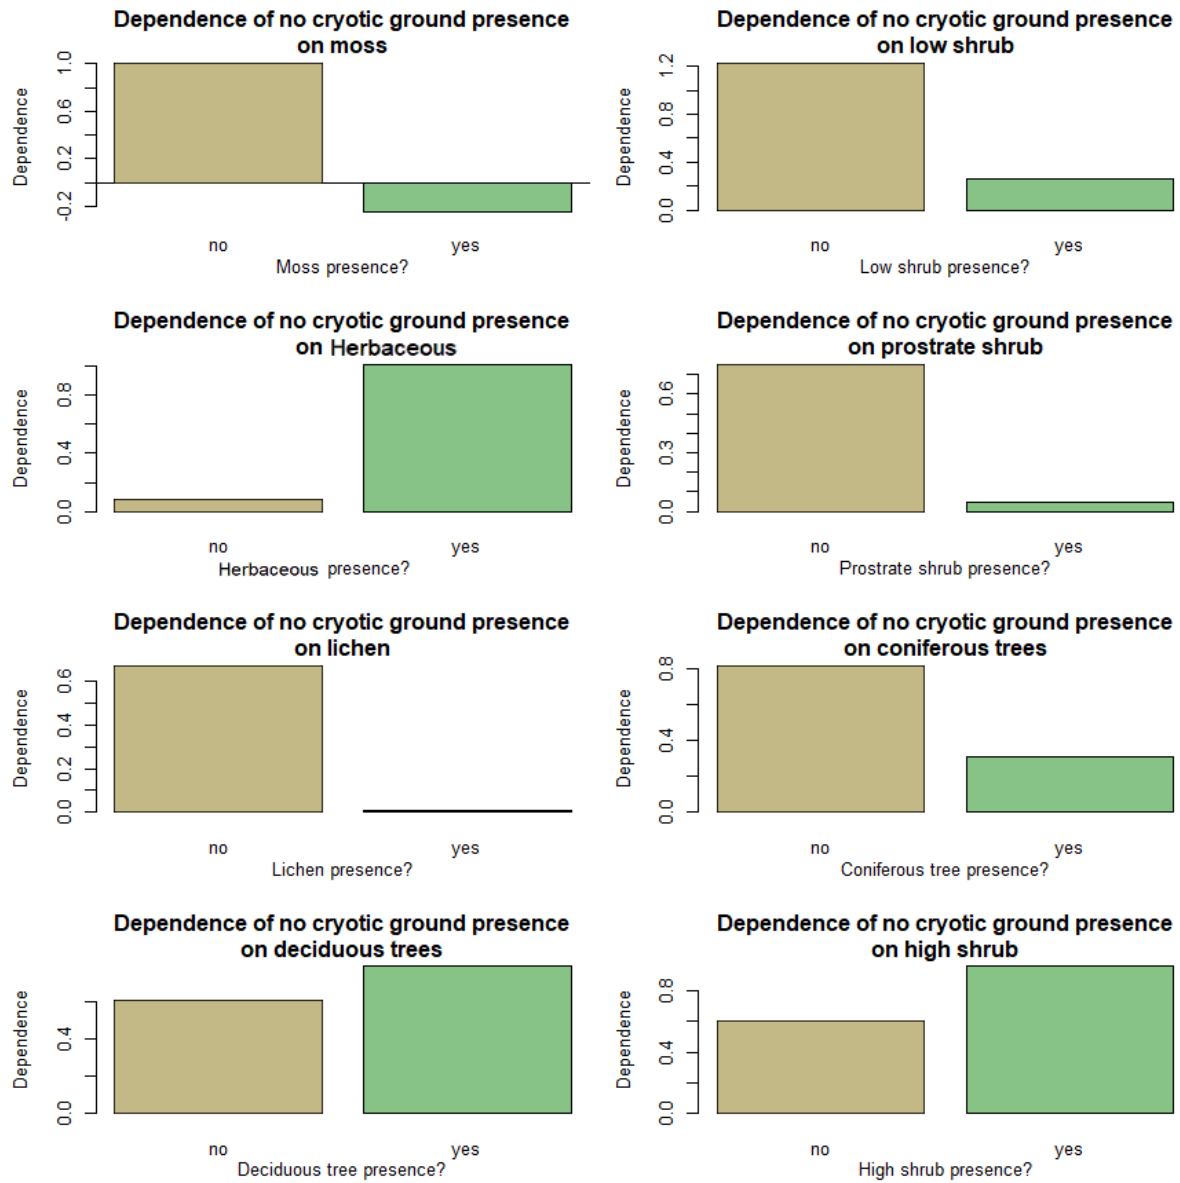 Dependence of no cryotic ground presence
on moss
Dependence
1.0
0.6
0.2
-0.2
no
yes
Moss presence?
Dependence of no cryotic ground presence
on low shrub
Dependence
1.2
0.8
0.4
0.0
no
yes
Low shrub presence?
Dependence of no cryotic ground presence
on Herbaceous
Dependence
0.8
0.4
0.0
no
yes
Herbaceous presence?
Dependence of no cryotic ground presence
on prostrate shrub
Dependence
0.6
0.3
0.0
no
yes
Prostrate shrub presence?
Dependence of no cryotic ground presence
on lichen
Dependence
0.6
0.4
0.2
0.0
no
yes
Lichen presence?
Dependence of no cryotic ground presence
on coniferous trees
Dependence
0.8
0.4
0.0
no
yes
Coniferous tree presence?
Dependence of no cryotic ground presence
on deciduous trees
Dependence
0.4
0.0
no
yes
Deciduous tree presence?
Dependence of no cryotic ground presence
on high shrub
Dependence
0.8
0.4
0.0
no
yes
High shrub presence?